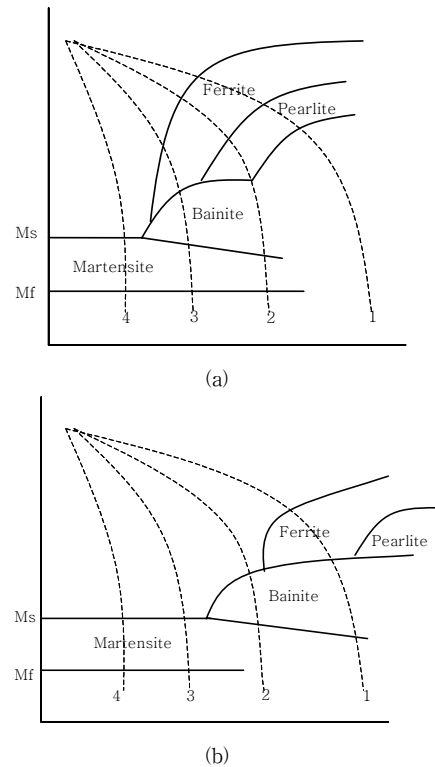 Ferrite
Pearlite
Bainite
Ms
Martensite
Mf
4 3 2 1
(a)
Ferrite
Pearlite
Bainite
Ms
Martensite
Mf
4 3 2 1
(b)